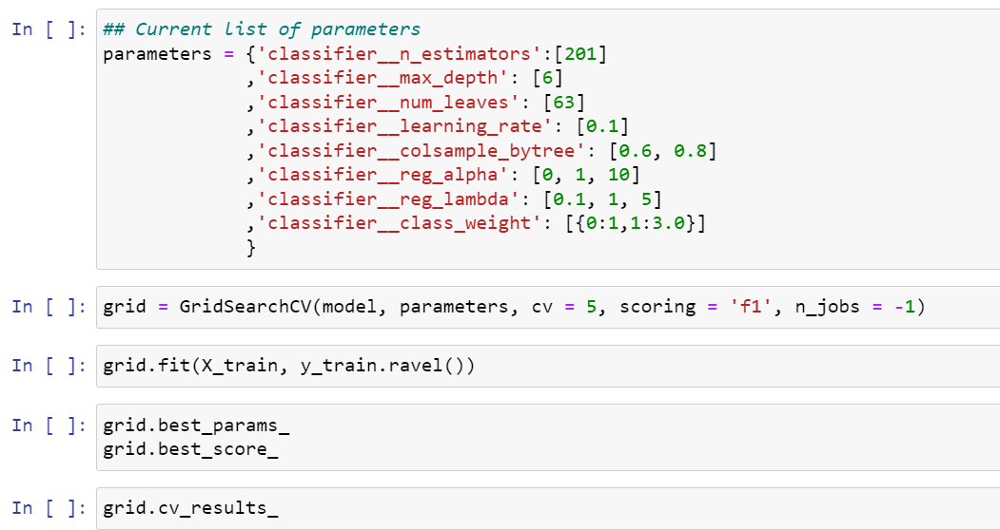 In [ ]: ## Current list of parameters
parameters = {'classifier__n_estimators':[201]
,'classifier__max_depth': [6]
,'classifier__num_leaves': [63]
,'classifier__learning_rate': [0.1]
,'classifier__colsample_bytree': [0.6, 0.8]
,'classifier__reg_alpha': [0, 1, 10]
,'classifier__reg_lambda': [0.1, 1, 5]
,'classifier__class_weight': [{0:1,1:3.0}]
}
In [ ]: grid = GridSearchCV(model, parameters, cv = 5, scoring = 'f1', n_jobs = -1)
In [ ]: grid.fit(X_train, y_train.ravel())
In [ ]: grid.best_params_
grid.best_score_
In [ ]: grid.cv_results_